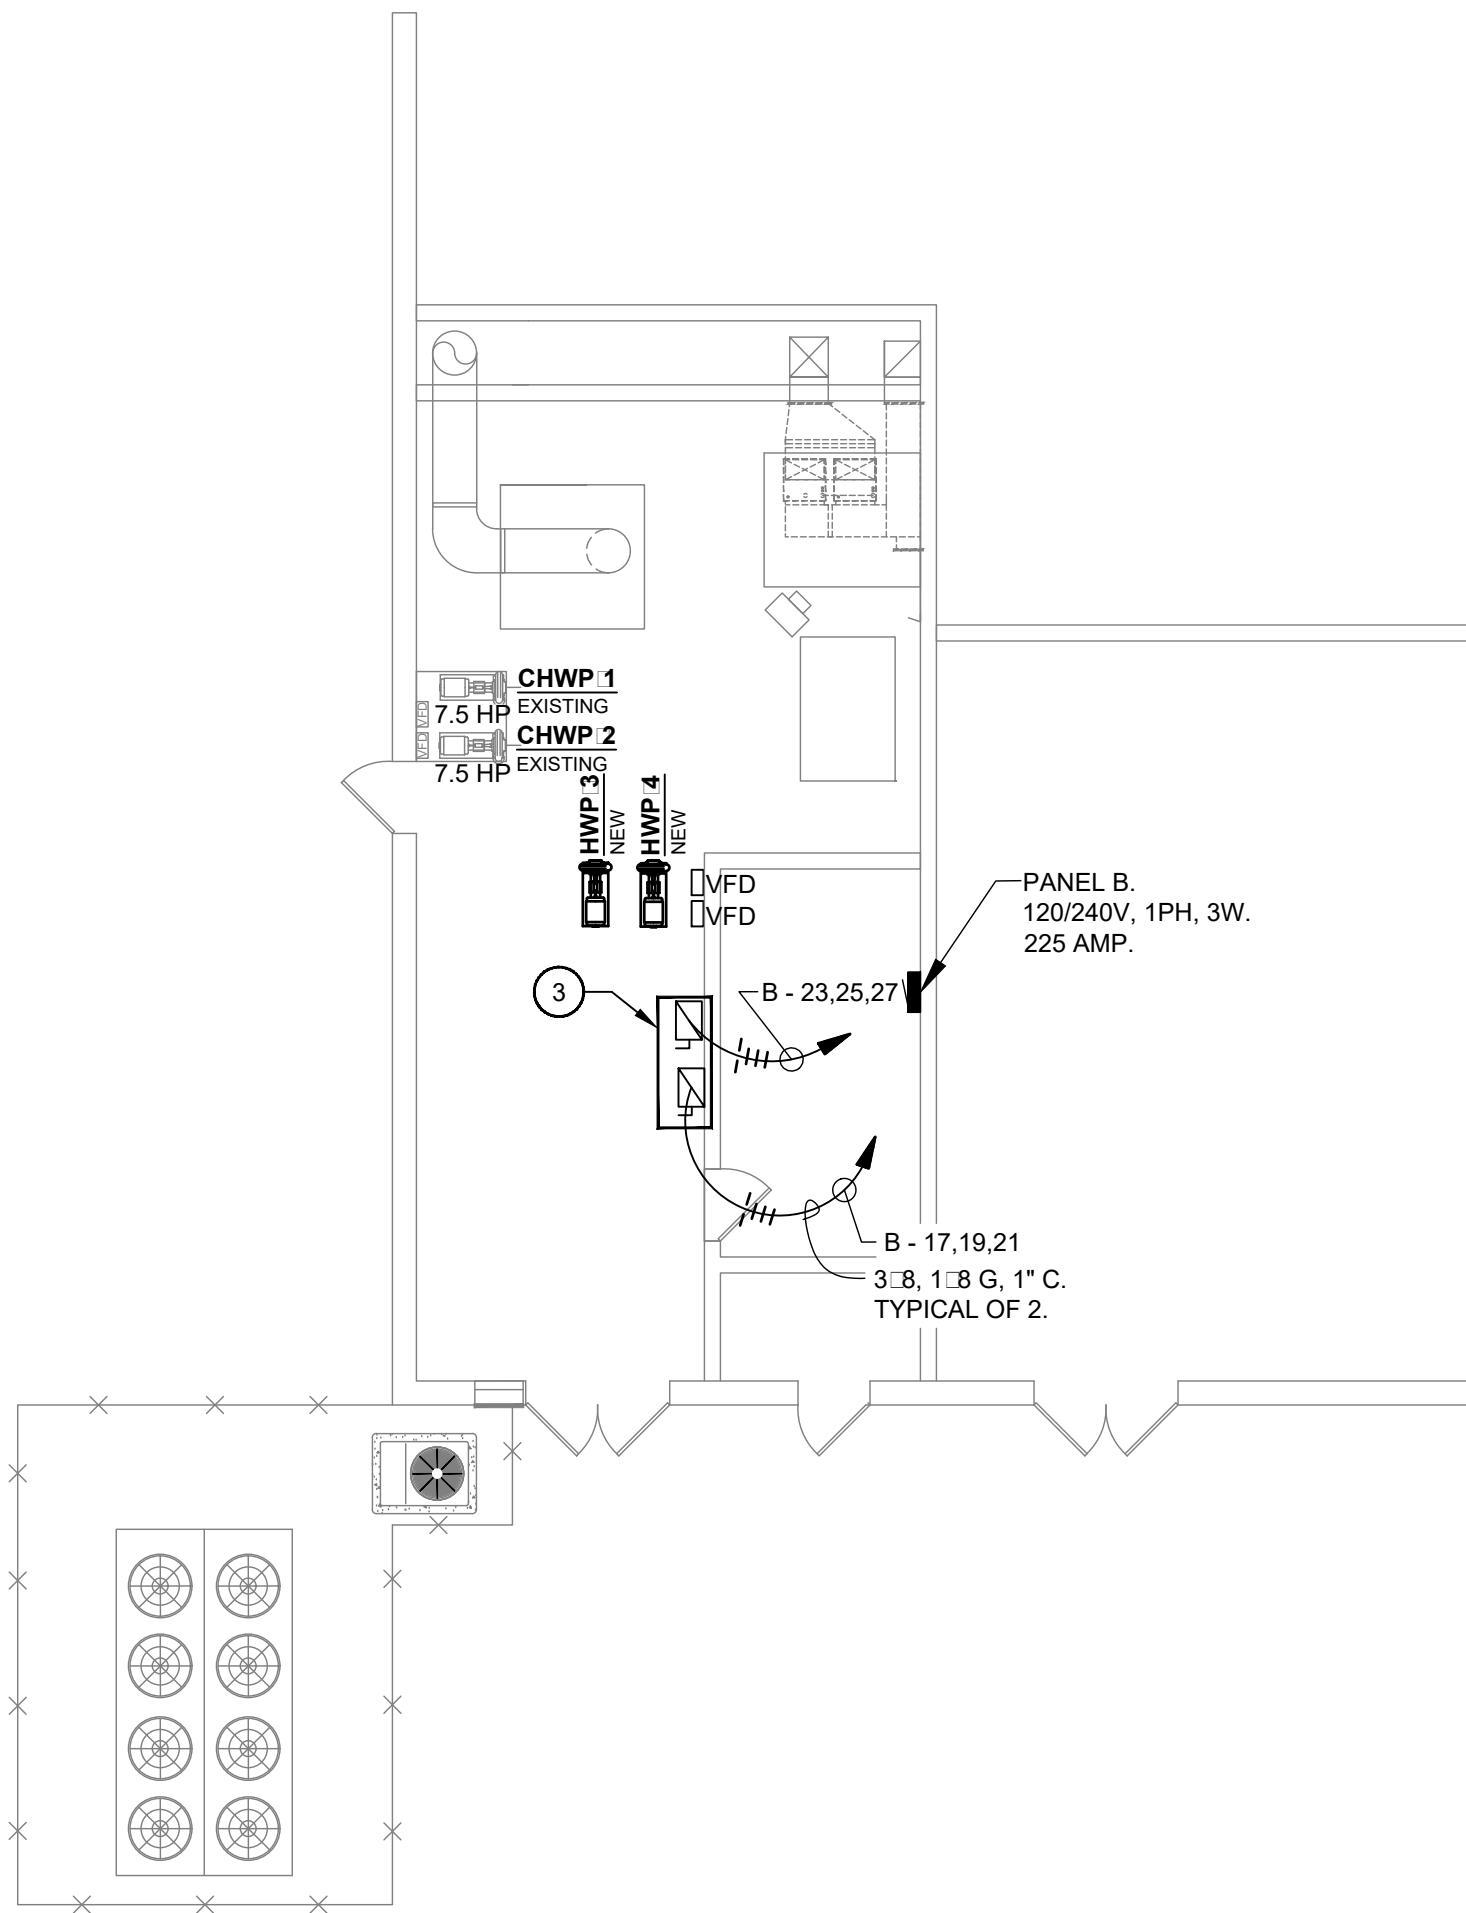 CHWP□1
EXISTING
VFD
7.5 HP
CHWP□2
EXISTING
VFD
7.5 HP
HWP□3
NEW
HWP□4
NEW
VFD
VFD
PANEL B.
120/240V, 1PH, 3W.
225 AMP.
3
B - 23,25,27
B - 17,19,21
3□8, 1□8 G, 1" C.
TYPICAL OF 2.